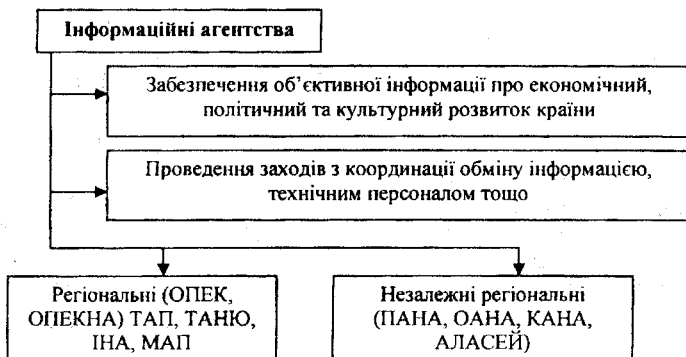 Інформаційні агентства
Забезпечення об’єктивної інформації про економічний,
політичний та культурний розвиток країни
Проведення заходів з координації обміну інформацією,
технічним персоналом тощо
Регіональні (ОПЕК,
ОПЕКНА) ТАП, ТАНЮ,
ІНА, МАП
Незалежні регіональні
(ПАНА, ОАНА, КАНА,
АЛАСЕЙ)